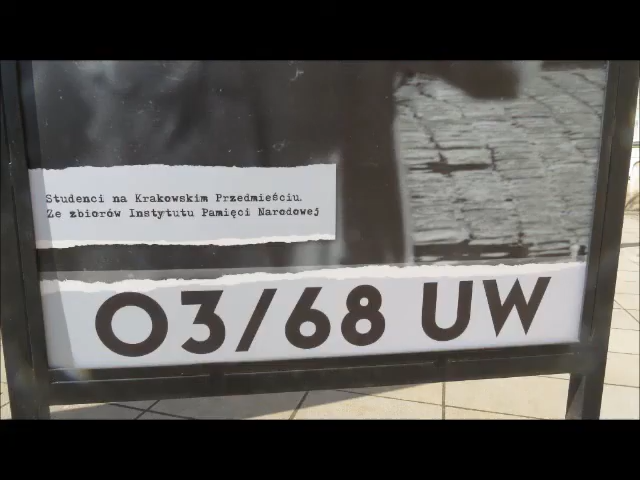 Studenci na Krakowskim Przedmieściu.
Ze zbiorów Instytutu Pamięci Narodowej
03/68 UW